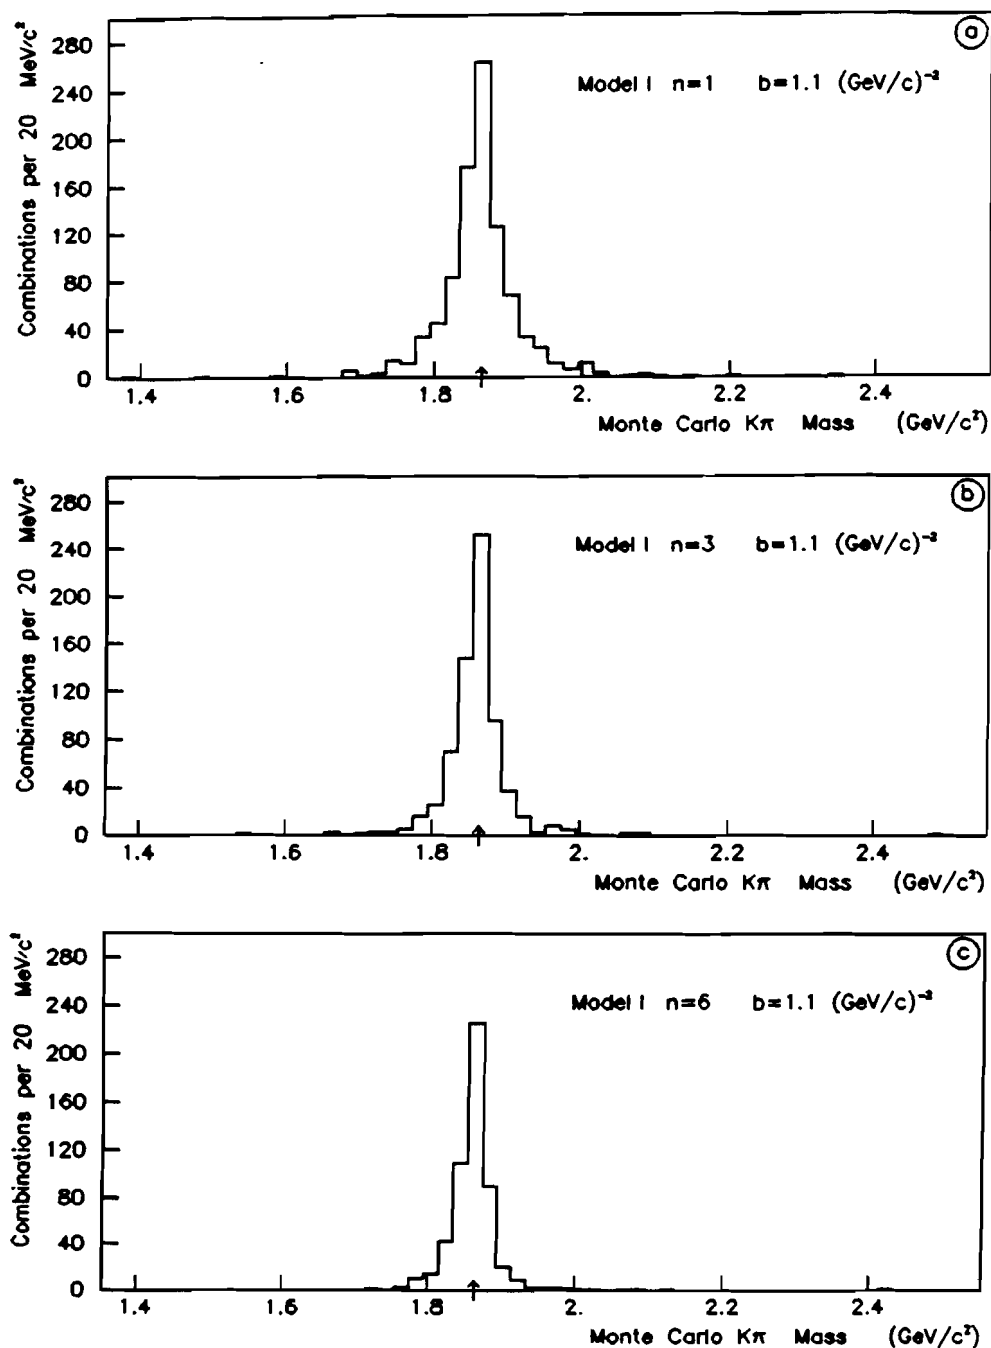 a
Combinations per 20 MeV/c²
280
240
200
160
120
80
40
0
Model I n=1 b=1.1 (GeV/c)⁻²
1.4 1.6 1.8 2. 2.2 2.4
Monte Carlo Kπ Mass (GeV/c²)
b
Combinations per 20 MeV/c²
280
240
200
160
120
80
40
0
Model I n=3 b=1.1 (GeV/c)⁻²
1.4 1.6 1.8 2. 2.2 2.4
Monte Carlo Kπ Mass (GeV/c²)
c
Combinations per 20 MeV/c²
280
240
200
160
120
80
40
0
Model I n=6 b=1.1 (GeV/c)⁻²
1.4 1.6 1.8 2. 2.2 2.4
Monte Carlo Kπ Mass (GeV/c²)